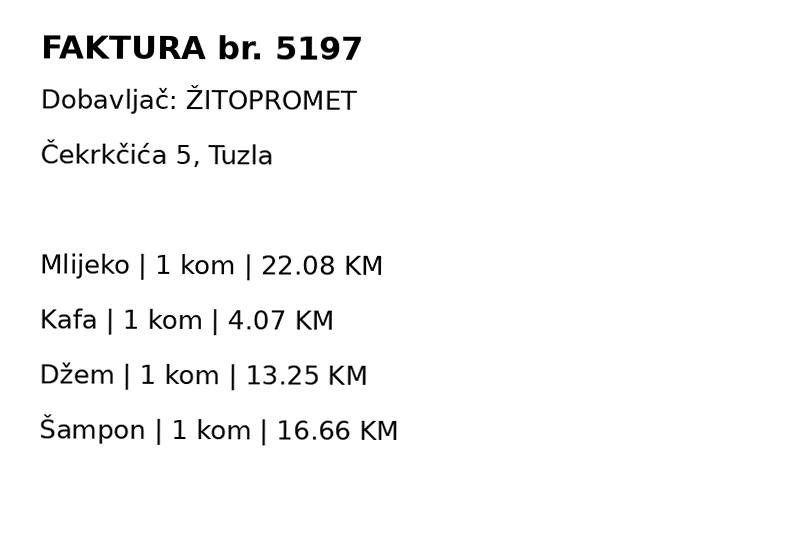 FAKTURA br. 5197
Dobavljač: ŽITOPROMET
Čekrkčića 5, Tuzla
Mlijeko | 1 kom | 22.08 KM
Kafa | 1 kom | 4.07 KM
Džem | 1 kom | 13.25 KM
Šampon | 1 kom | 16.66 KM